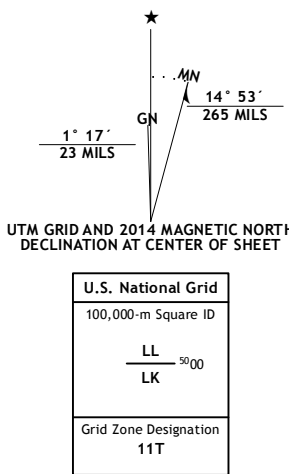 ★
MN
GN
14° 53´
265 MILS
1° 17´
23 MILS
UTM GRID AND 2014 MAGNETIC NORTH
DECLINATION AT CENTER OF SHEET
U.S. National Grid
100,000-m Square ID
LL
5000
LK
Grid Zone Designation
11T